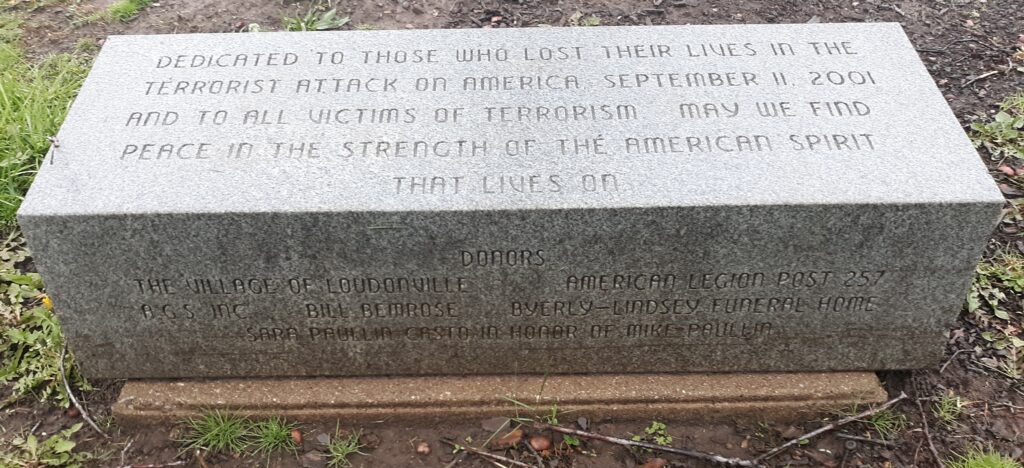 DEDICATED TO THOSE WHO LOST THEIR LIVES IN THE
TERRORIST ATTACK ON AMERICA, SEPTEMBER 11, 2001
AND TO ALL VICTIMS OF TERRORISM. MAY WE FIND
PEACE IN THE STRENGTH OF THE AMERICAN SPIRIT
THAT LIVES ON
DONORS
THE VILLAGE OF LOUDONVILLE AMERICAN LEGION POST 257
A.G.S. INC. BILL BEMROSE BYERLY-LINDSEY FUNERAL HOME
SARA PAULLIN CASTO IN HONOR OF MIKE PAULLIN